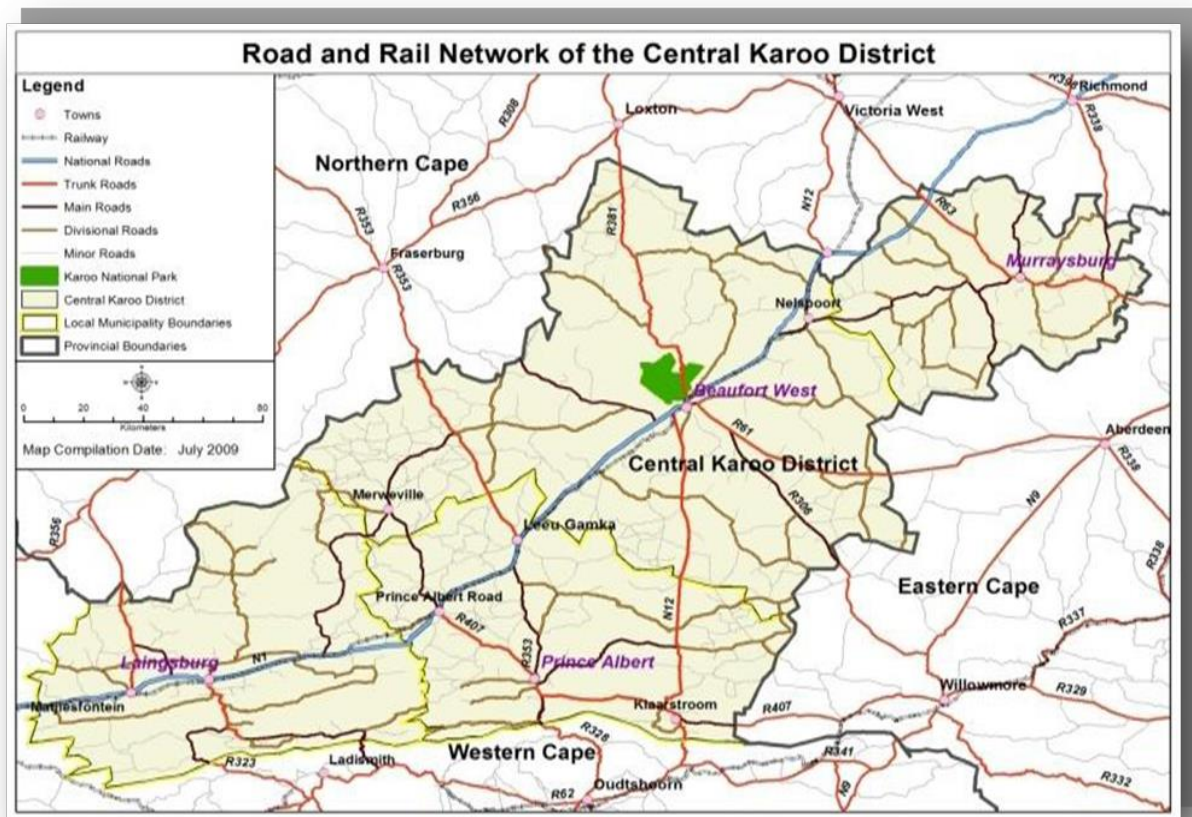 Road and Rail Network of the Central Karoo District
Legend
Towns
Railway
National Roads
Trunk Roads
Main Roads
Divisional Roads
Minor Roads
Karoo National Park
Central Karoo District
Local Municipality Boundaries
Provincial Boundaries
0 20 40 80
Kilometers
Map Compilation Date: July 2009
Richmond
R338
Loxton
Victoria West
R308
Northern Cape
R356
R353
R381
N12
R63
Fraserburg
R353
Murraysburg
Nelspoort
Beaufort West
R61
Aberdeen
R338
Central Karoo District
Merweville
R306
N9
Leeu Gamka
R356
R338
Eastern Cape
Prince Albert Road
R407
N12
R337
R353
Laingsburg
N1
Prince Albert
Willowmore
R329
Matjiesfontein
Klaarstroom
R407
R328
Western Cape
R341
R323
Ladismith
R332
Oudtshoorn
R62
N9